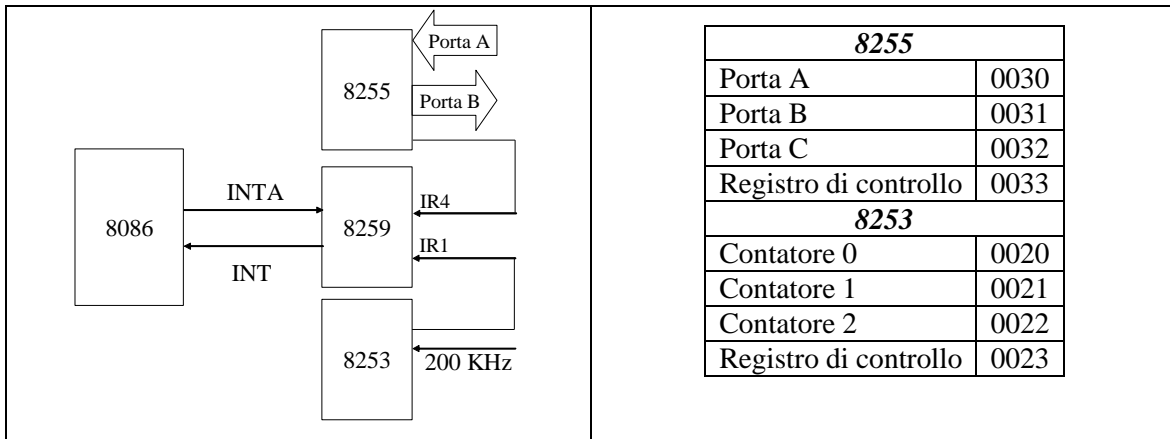 Porta A
8255
Porta B
INTA
IR4
8086
8259
IR1
INT
8253
200 KHz
8255
Porta A 0030
Porta B 0031
Porta C 0032
Registro di controllo 0033
8253
Contatore 0 0020
Contatore 1 0021
Contatore 2 0022
Registro di controllo 0023